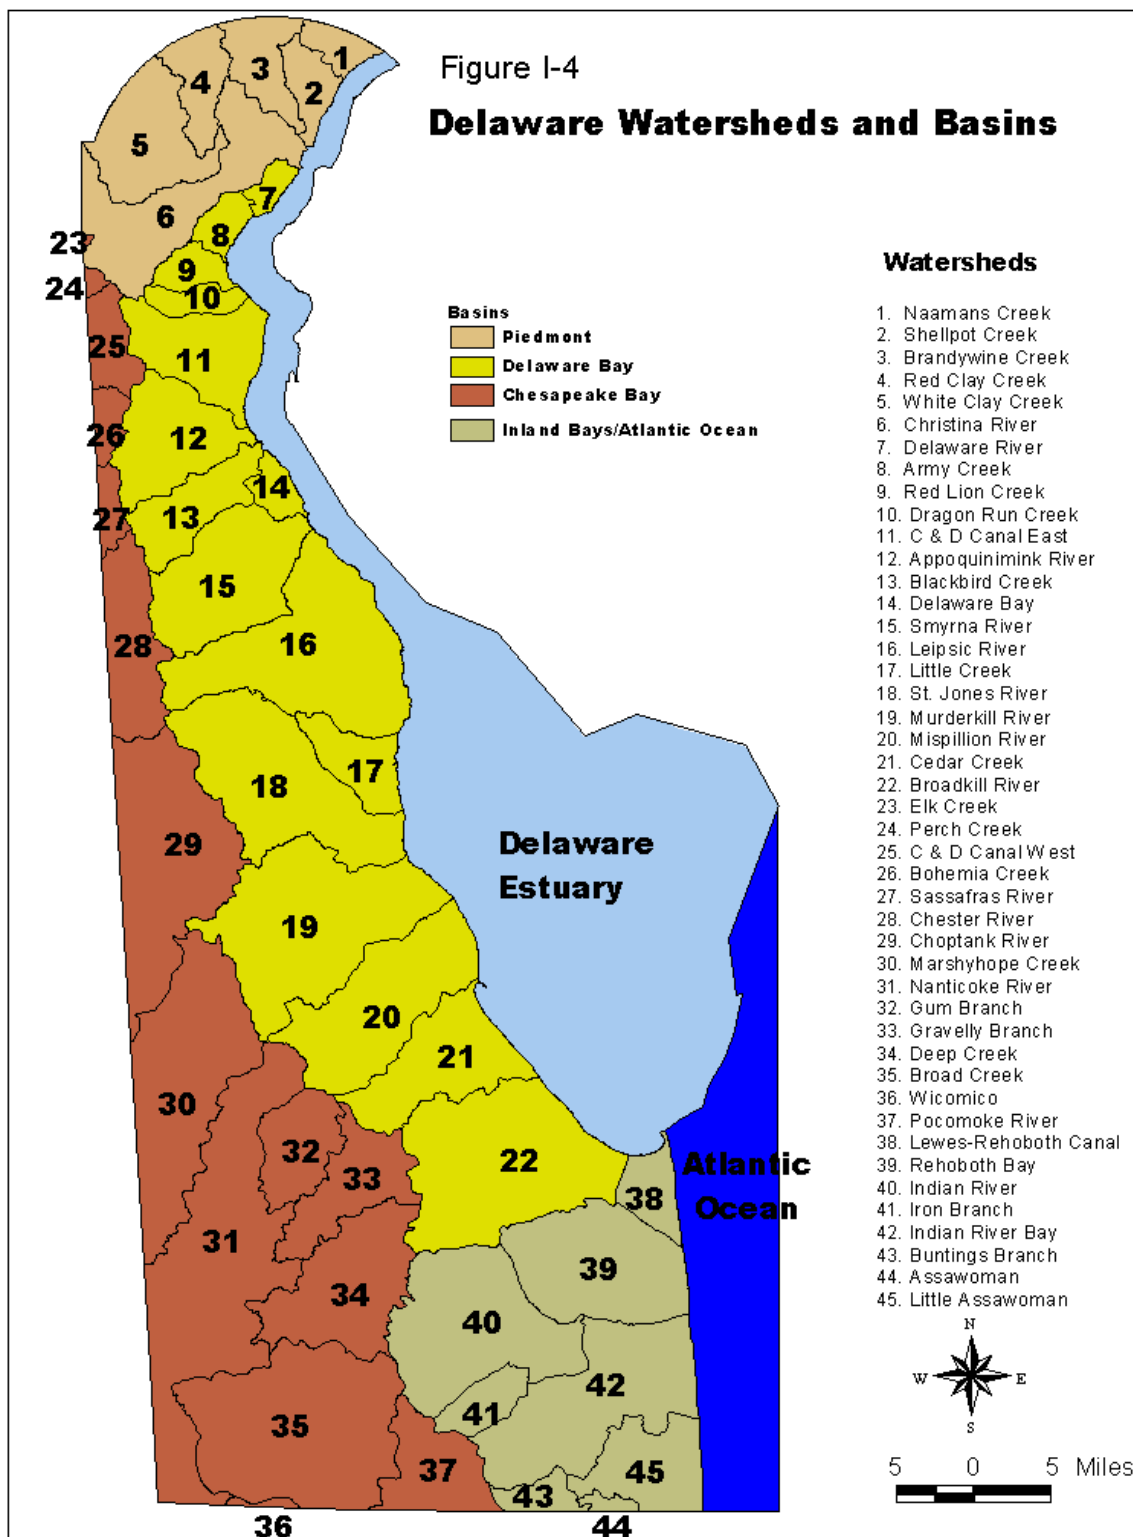 Figure I-4
Delaware Watersheds and Basins
1
2
3
4
5
6
7
8
9
10
11
12
13
14
15
16
17
18
19
20
21
22
23
24
25
26
27
28
29
30
31
32
33
34
35
36
37
38
39
40
41
42
43
44
45
Delaware
Estuary
Atlantic
Ocean
Basins
Piedmont
Delaware Bay
Chesapeake Bay
Inland Bays/Atlantic Ocean
Watersheds
1. Naamans Creek
2. Shellpot Creek
3. Brandywine Creek
4. Red Clay Creek
5. White Clay Creek
6. Christina River
7. Delaware River
8. Army Creek
9. Red Lion Creek
10. Dragon Run Creek
11. C & D Canal East
12. Appoquinimink River
13. Blackbird Creek
14. Delaware Bay
15. Smyrna River
16. Leipsic River
17. Little Creek
18. St. Jones River
19. Murderkill River
20. Mispillion River
21. Cedar Creek
22. Broadkill River
23. Elk Creek
24. Perch Creek
25. C & D Canal West
26. Bohemia Creek
27. Sassafras River
28. Chester River
29. Choptank River
30. Marshyhope Creek
31. Nanticoke River
32. Gum Branch
33. Gravelly Branch
34. Deep Creek
35. Broad Creek
36. Wicomico
37. Pocomoke River
38. Lewes-Rehoboth Canal
39. Rehoboth Bay
40. Indian River
41. Iron Branch
42. Indian River Bay
43. Buntings Branch
44. Assawoman
45. Little Assawoman
N
W E
S
5 0 5 Miles